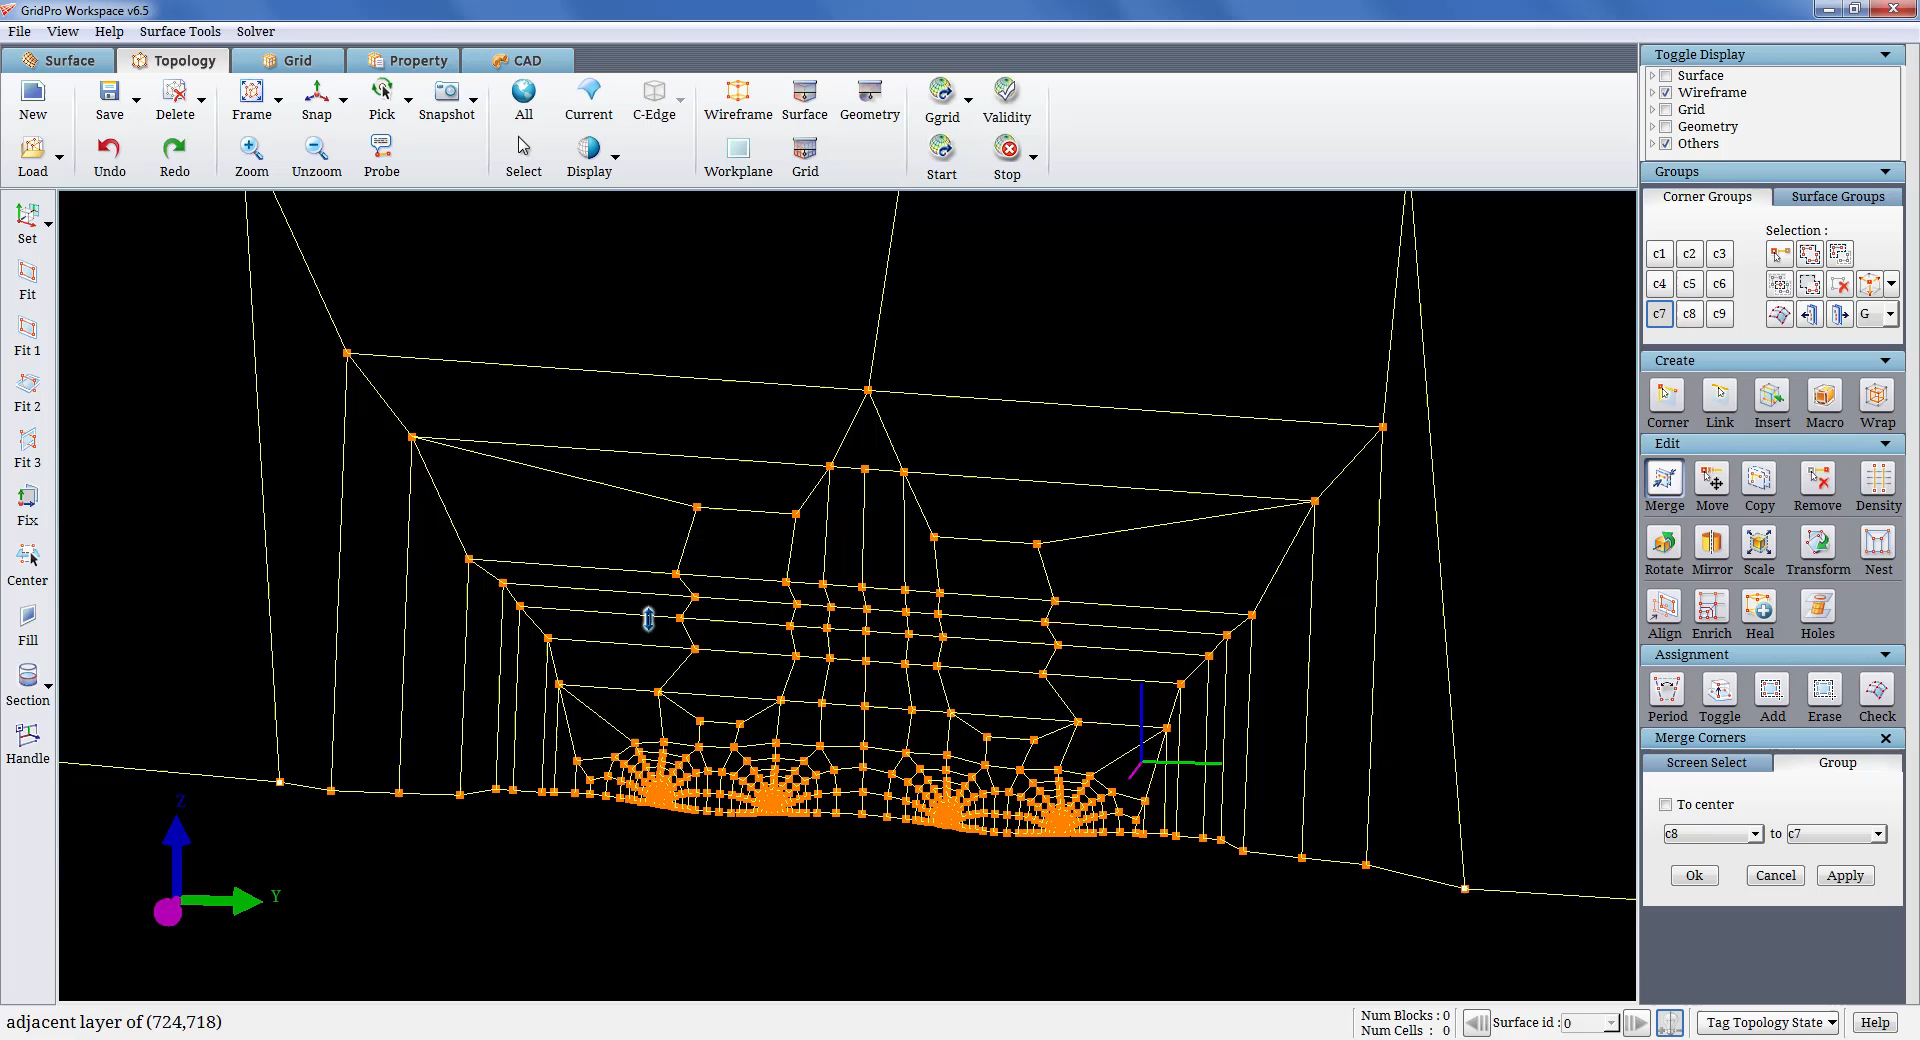 GridPro Workspace v6.5
File View Help Surface Tools Solver
Surface Topology Grid Property CAD
New Save Delete Frame Snap Pick Snapshot All Current C-Edge Wireframe Surface Geometry Ggrid Validity
Load Undo Redo Zoom Unzoom Probe Select Display Workplane Grid Start Stop
Set
Fit
Fit 1
Fit 2
Fit 3
Fix
Center
Fill
Section
Handle
Z
Y
Toggle Display
Surface
Wireframe
Grid
Geometry
Others
Groups
Corner Groups Surface Groups
Selection :
c1 c2 c3
c4 c5 c6
c7 c8 c9 G
Create
Corner Link Insert Macro Wrap
Edit
Merge Move Copy Remove Density
Rotate Mirror Scale Transform Nest
Align Enrich Heal Holes
Assignment
Period Toggle Add Erase Check
Merge Corners
Screen Select Group
To center
c8 to c7
Ok Cancel Apply
adjacent layer of (724,718)
Num Blocks : 0
Num Cells : 0
Surface id : 0
Tag Topology State
Help